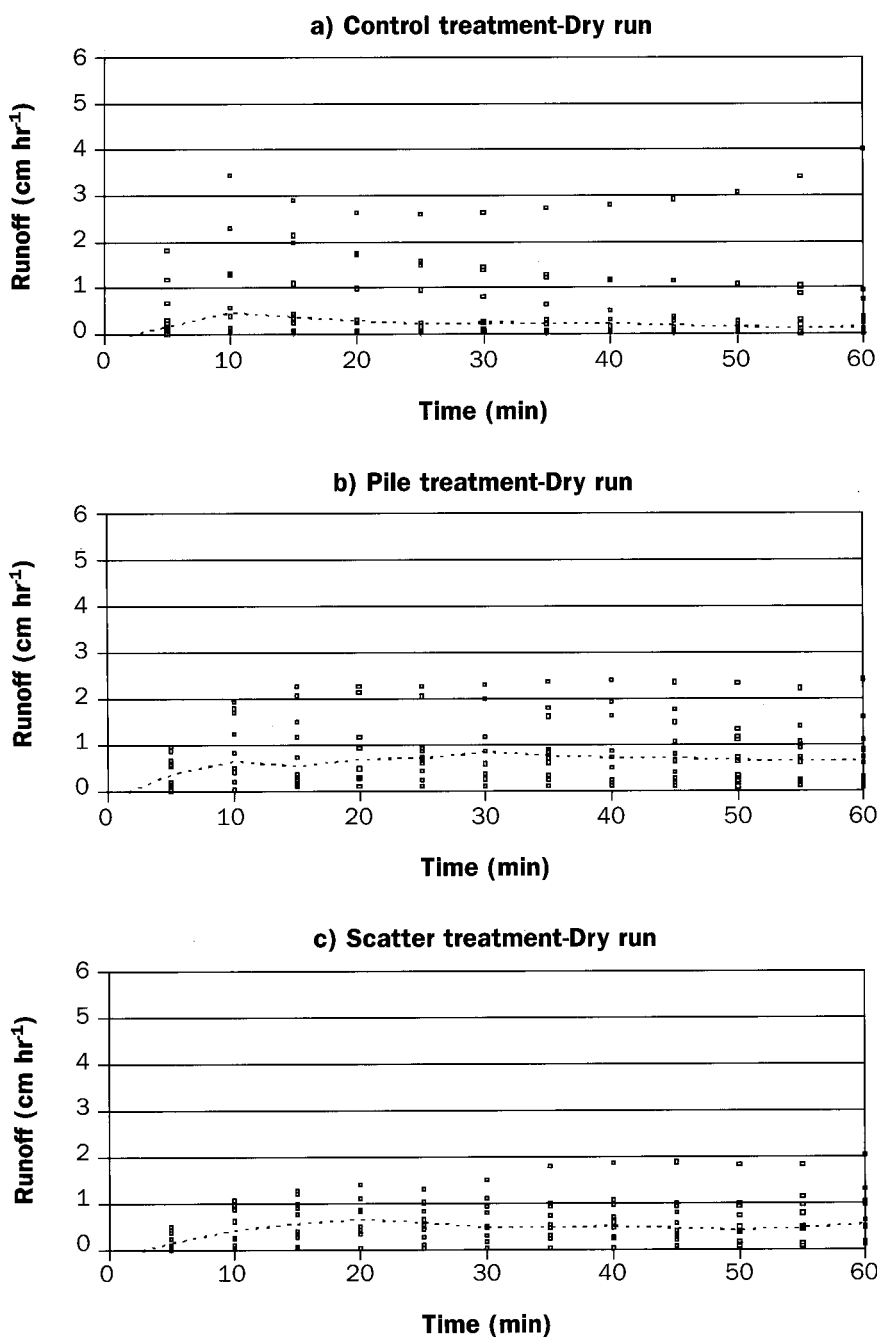 a) Control treatment-Dry run
6
5
4
3
2
1
0
Runoff (cm hr-1)
0 10 20 30 40 50 60
Time (min)
b) Pile treatment-Dry run
6
5
4
3
2
1
0
Runoff (cm hr-1)
0 10 20 30 40 50 60
Time (min)
c) Scatter treatment-Dry run
6
5
4
3
2
1
0
Runoff (cm hr-1)
0 10 20 30 40 50 60
Time (min)